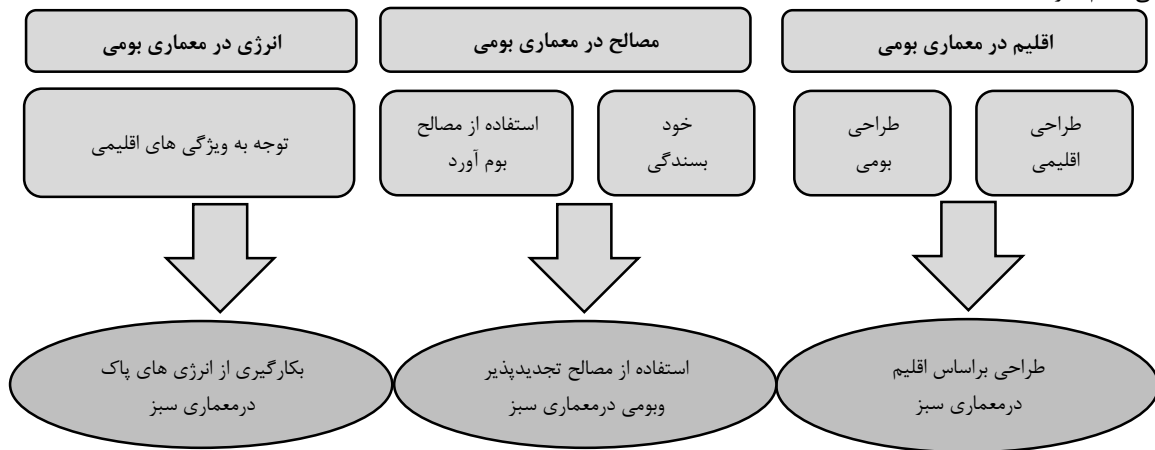 اقلیم در معماری بومی
مصالح در معماری بومی
انرژی در معماری بومی
طراحی
اقلیمی
طراحی
بومی
خود
بسندگی
استفاده از مصالح
بوم آورد
توجه به ویژگی های اقلیمی
طراحی براساس اقلیم
درمعماری سبز
استفاده از مصالح تجدیدپذیر
وبومی درمعماری سبز
بکارگیری از انرژی های پاک
درمعماری سبز